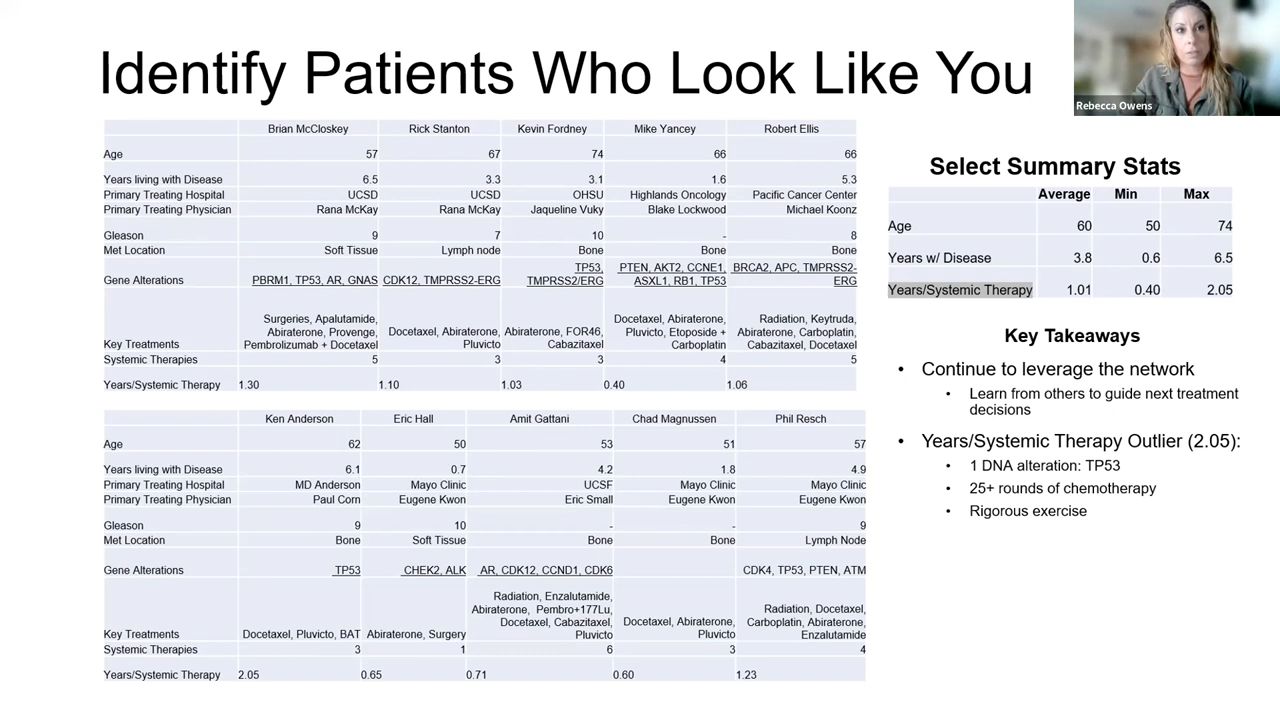 Identify Patients Who Look Like You
Rebecca Owens
Brian McCloskey Rick Stanton Kevin Fordney Mike Yancey Robert Ellis
Age 57 67 74 66 66
Years living with Disease 6.5 3.3 3.1 1.6 5.3
Primary Treating Hospital UCSD UCSD OHSU Highlands Oncology Pacific Cancer Center
Primary Treating Physician Rana McKay Rana McKay Jaqueline Vuky Blake Lockwood Michael Koonz
Gleason 9 7 10 - 8
Met Location Soft Tissue Lymph node Bone Bone Bone
TP53, PTEN, AKT2, CCNE1, BRCA2, APC, TMPRSS2-
Gene Alterations PBRM1, TP53, AR, GNAS CDK12, TMPRSS2-ERG TMPRSS2/ERG ASXL1, RB1, TP53 ERG
Surgeries, Apalutamide, Docetaxel, Abiraterone, Radiation, Keytruda,
Abiraterone, Provenge, Docetaxel, Abiraterone, Abiraterone, FOR46, Pluvicto, Etoposide + Abiraterone, Carboplatin,
Key Treatments Pembrolizumab + Docetaxel Pluvicto Cabazitaxel Carboplatin Cabazitaxel, Docetaxel
Systemic Therapies 5 3 3 4 5
Years/Systemic Therapy 1.30 1.10 1.03 0.40 1.06
Ken Anderson Eric Hall Amit Gattani Chad Magnussen Phil Resch
Age 62 50 53 51 57
Years living with Disease 6.1 0.7 4.2 1.8 4.9
Primary Treating Hospital MD Anderson Mayo Clinic UCSF Mayo Clinic Mayo Clinic
Primary Treating Physician Paul Corn Eugene Kwon Eric Small Eugene Kwon Eugene Kwon
Gleason 9 10 - - 9
Met Location Bone Soft Tissue Bone Bone Lymph Node
Gene Alterations TP53 CHEK2, ALK AR, CDK12, CCND1, CDK6 CDK4, TP53, PTEN, ATM
Radiation, Enzalutamide,
Abiraterone, Pembro+177Lu, Radiation, Docetaxel,
Docetaxel, Cabazitaxel, Docetaxel, Abiraterone, Carboplatin, Abiraterone,
Key Treatments Docetaxel, Pluvicto, BAT Abiraterone, Surgery Pluvicto Pluvicto Enzalutamide
Systemic Therapies 3 1 6 3 4
Years/Systemic Therapy 2.05 0.65 0.71 0.60 1.23
Select Summary Stats
Average Min Max
Age 60 50 74
Years w/ Disease 3.8 0.6 6.5
Years/Systemic Therapy 1.01 0.40 2.05
Key Takeaways
• Continue to leverage the network
• Learn from others to guide next treatment
decisions
• Years/Systemic Therapy Outlier (2.05):
• 1 DNA alteration: TP53
• 25+ rounds of chemotherapy
• Rigorous exercise